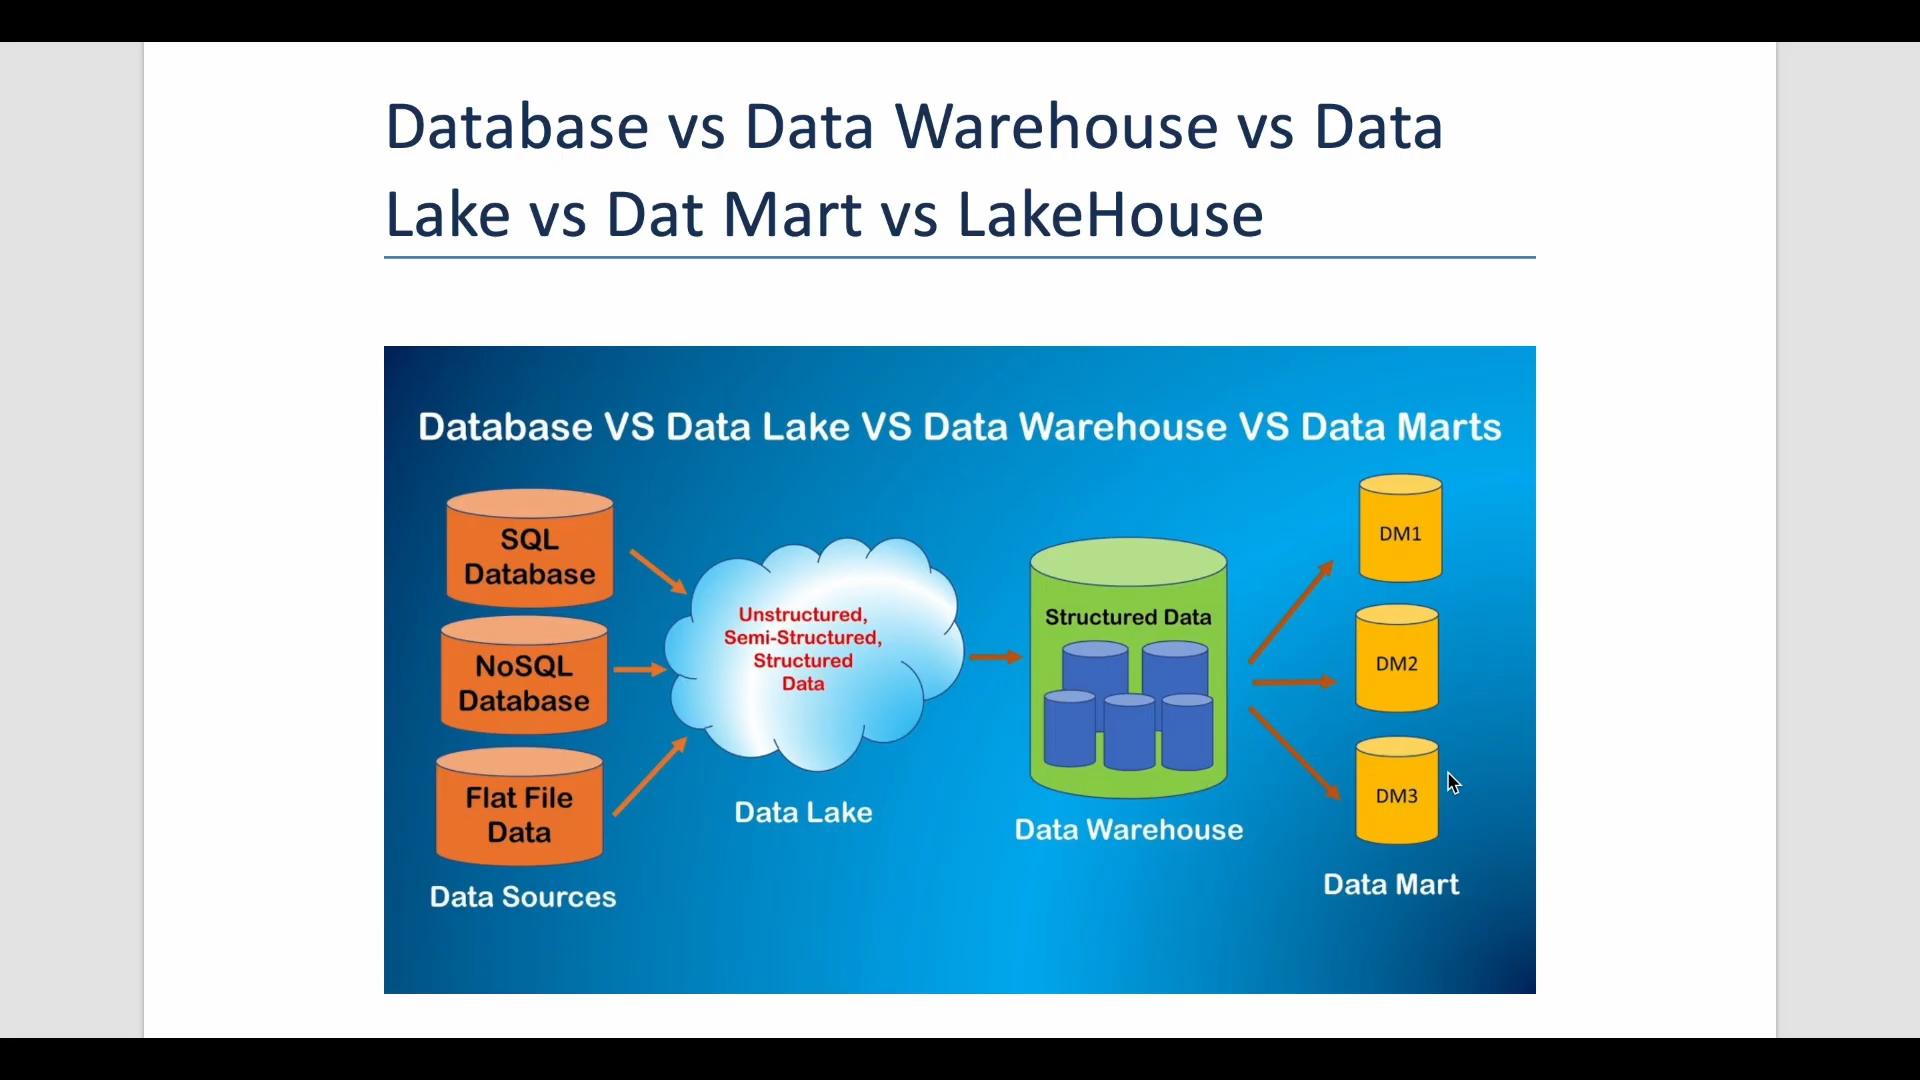 Database vs Data Warehouse vs Data
Lake vs Dat Mart vs LakeHouse
Database VS Data Lake VS Data Warehouse VS Data Marts
SQL
Database
NoSQL
Database
Flat File
Data
Data Sources
Unstructured,
Semi-Structured,
Structured
Data
Data Lake
Structured Data
Data Warehouse
DM1
DM2
DM3
Data Mart